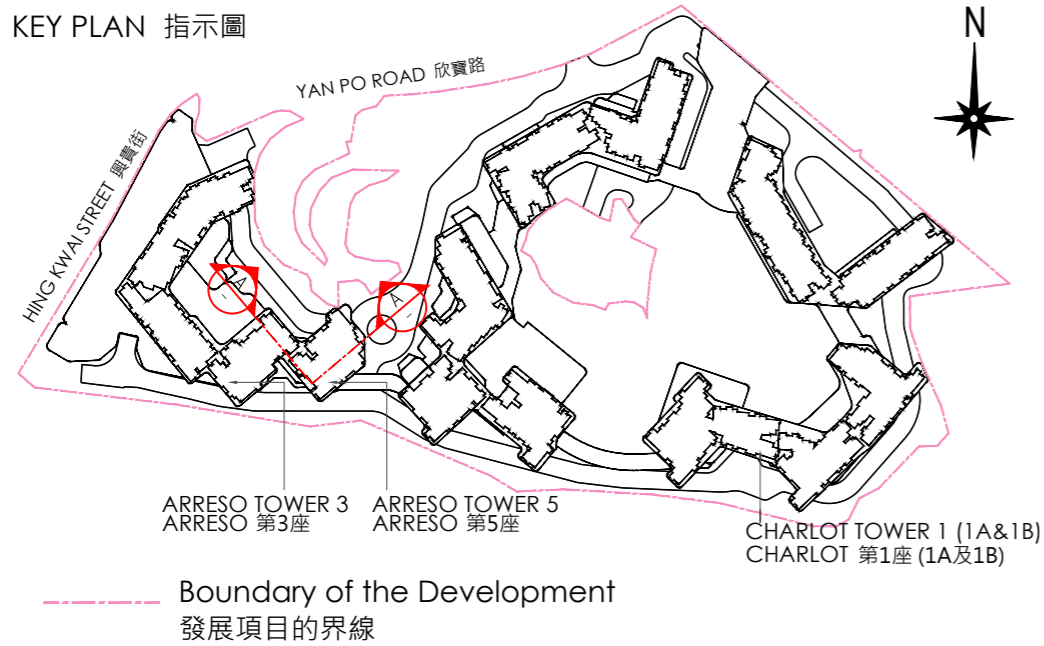 KEY PLAN 指示圖
N
YAN PO ROAD 欣寶路
HING KWAI STREET 興貴街
A
-
A
-
ARRESO TOWER 3
ARRESO 第3座
ARRESO TOWER 5
ARRESO 第5座
CHARLOT TOWER 1 (1A&1B)
CHARLOT 第1座 (1A及1B)
Boundary of the Development
發展項目的界線